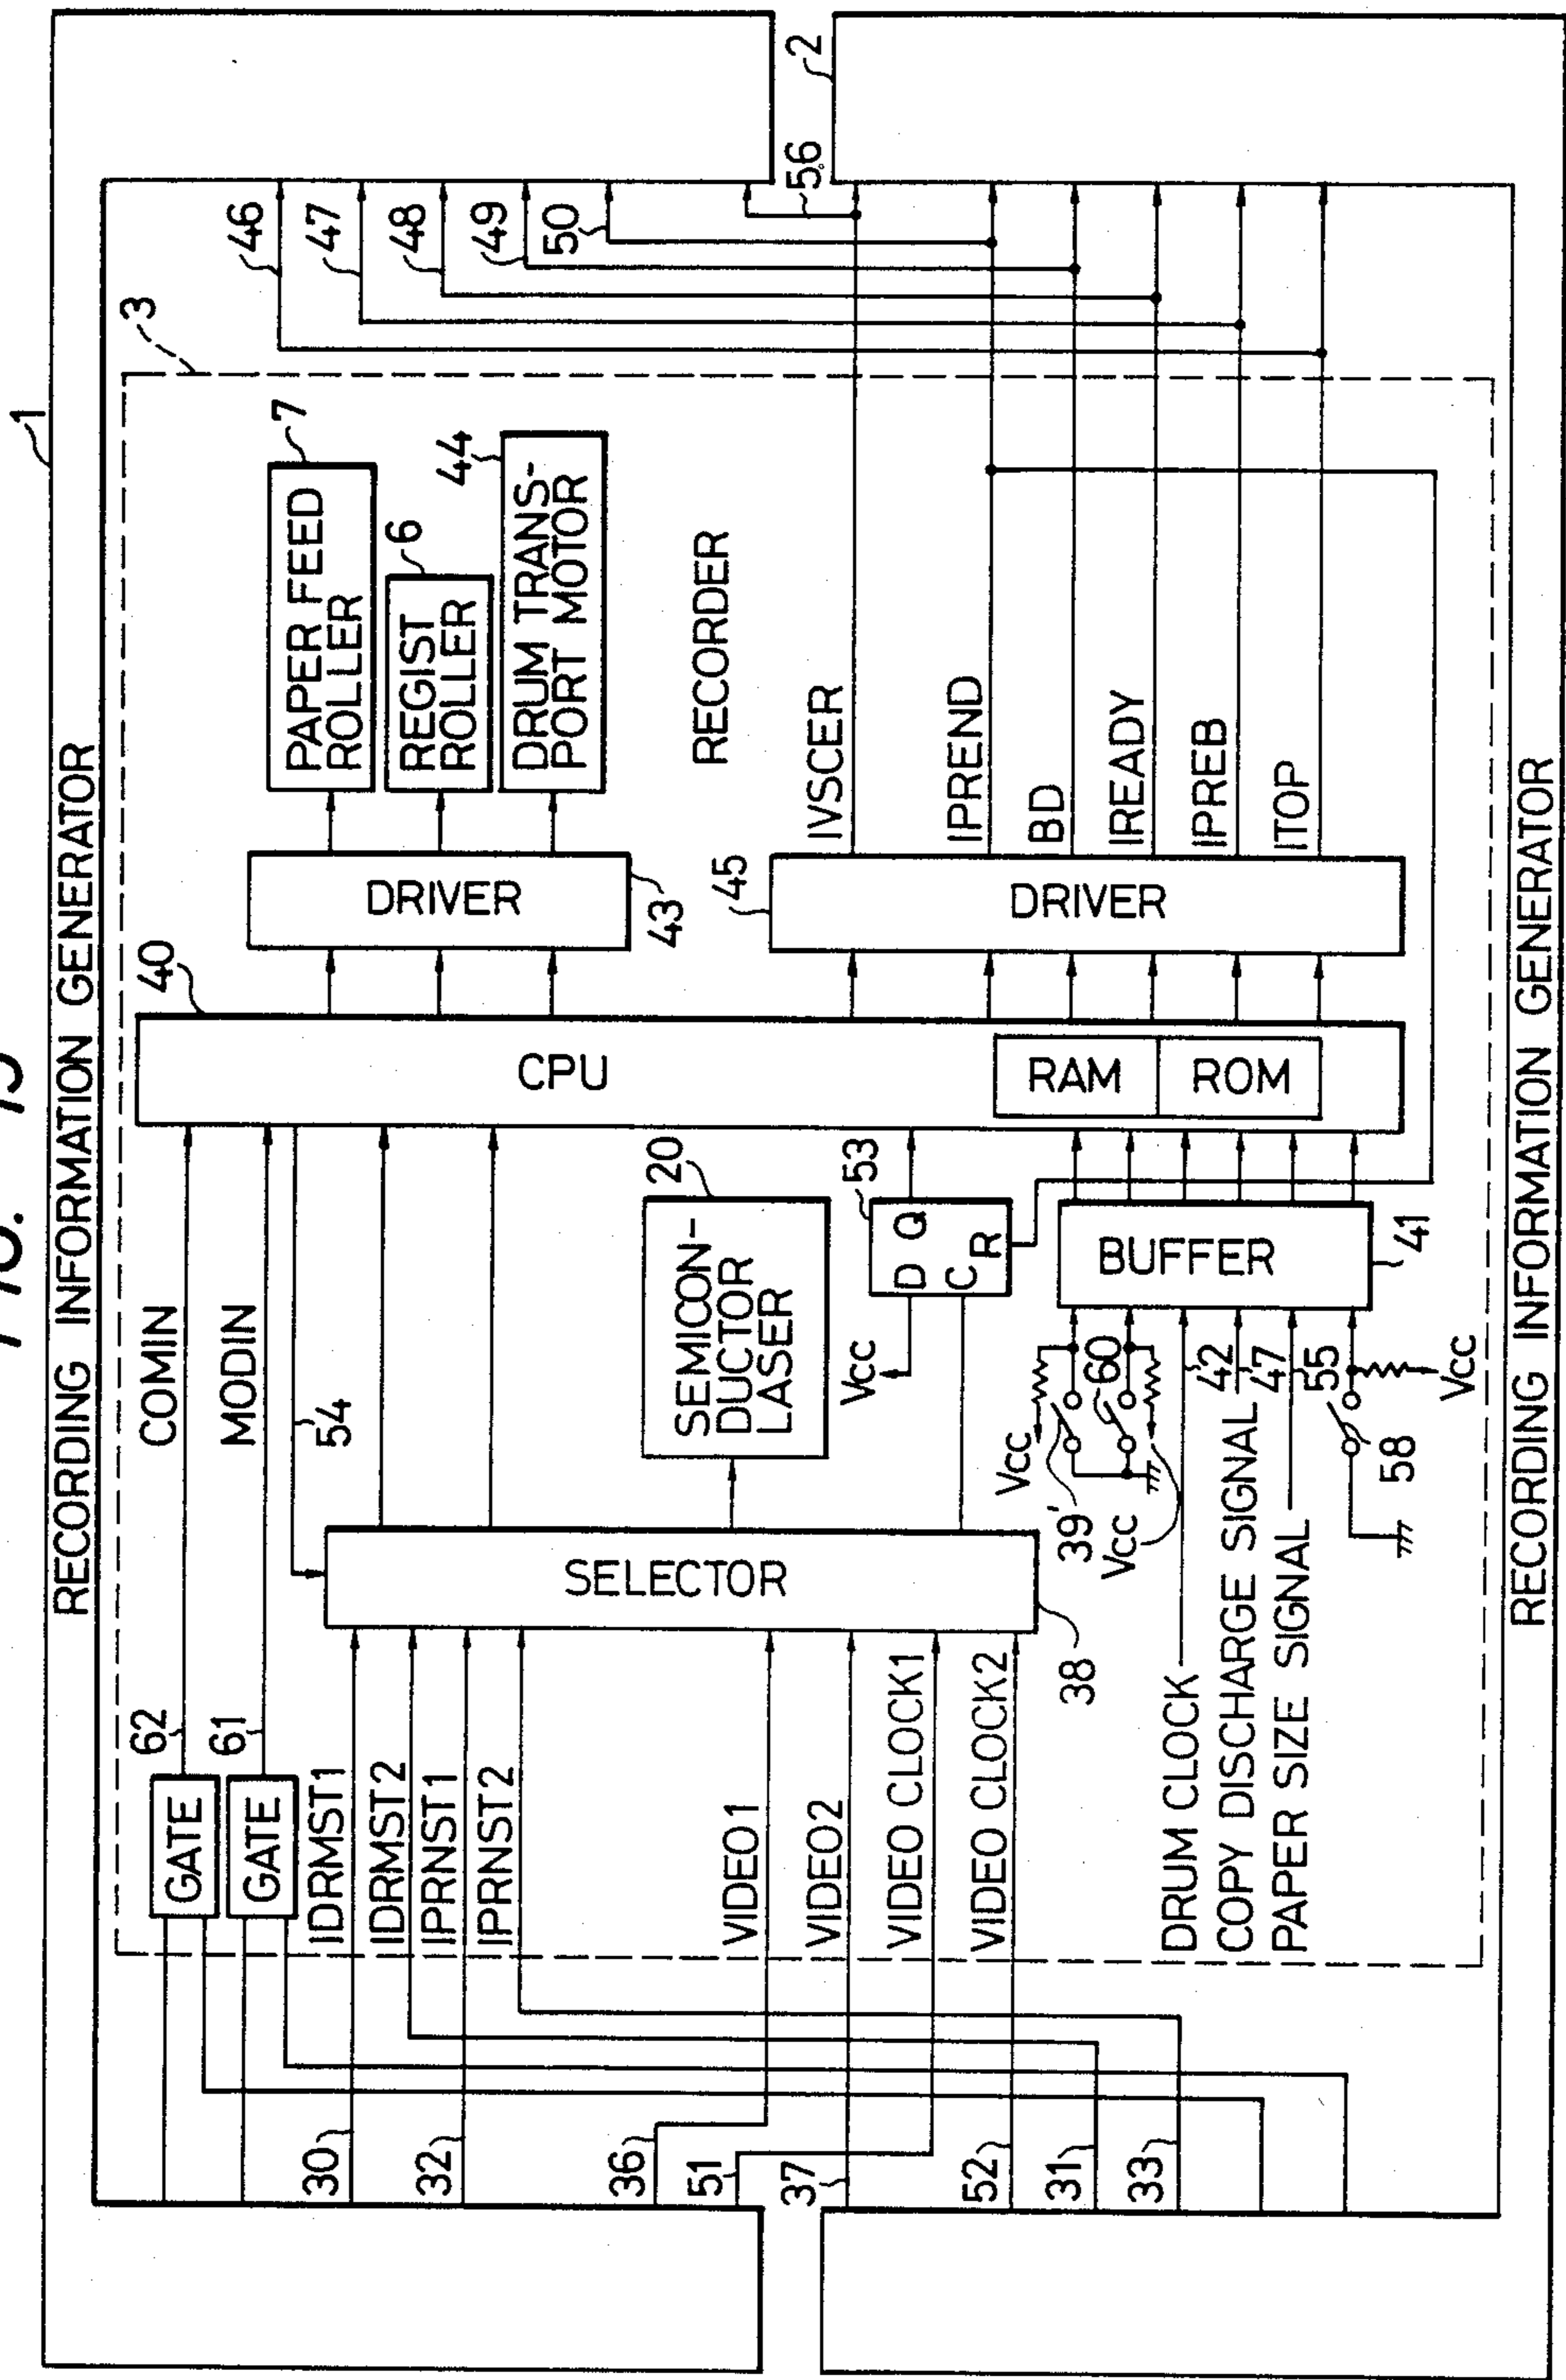 1
RECORDING INFORMATION GENERATOR
3
62
GATE
COMIN
61
GATE
MODIN
54
IDRMST1
IDRMST2
IPRNST1
IPRNST2
30
32
36
51
37
52
31
33
VIDEO1
VIDEO2
VIDEO CLOCK1
VIDEO CLOCK2
SELECTOR
38
SEMICON-
DUCTOR
LASER
20
Vcc
D Q
C R
53
CPU
40
RAM
ROM
Vcc
39'
60
Vcc
BUFFER
41
DRUM CLOCK
42
COPY DISCHARGE SIGNAL
47
PAPER SIZE SIGNAL
55
58
Vcc
DRIVER
43
PAPER FEED
ROLLER
7
REGIST
ROLLER
6
DRUM TRANS-
PORT MOTOR
44
RECORDER
DRIVER
45
IVSCER
IPREND
BD
IREADY
IPREB
ITOP
46
47
48
49
50
56
2
RECORDING INFORMATION GENERATOR